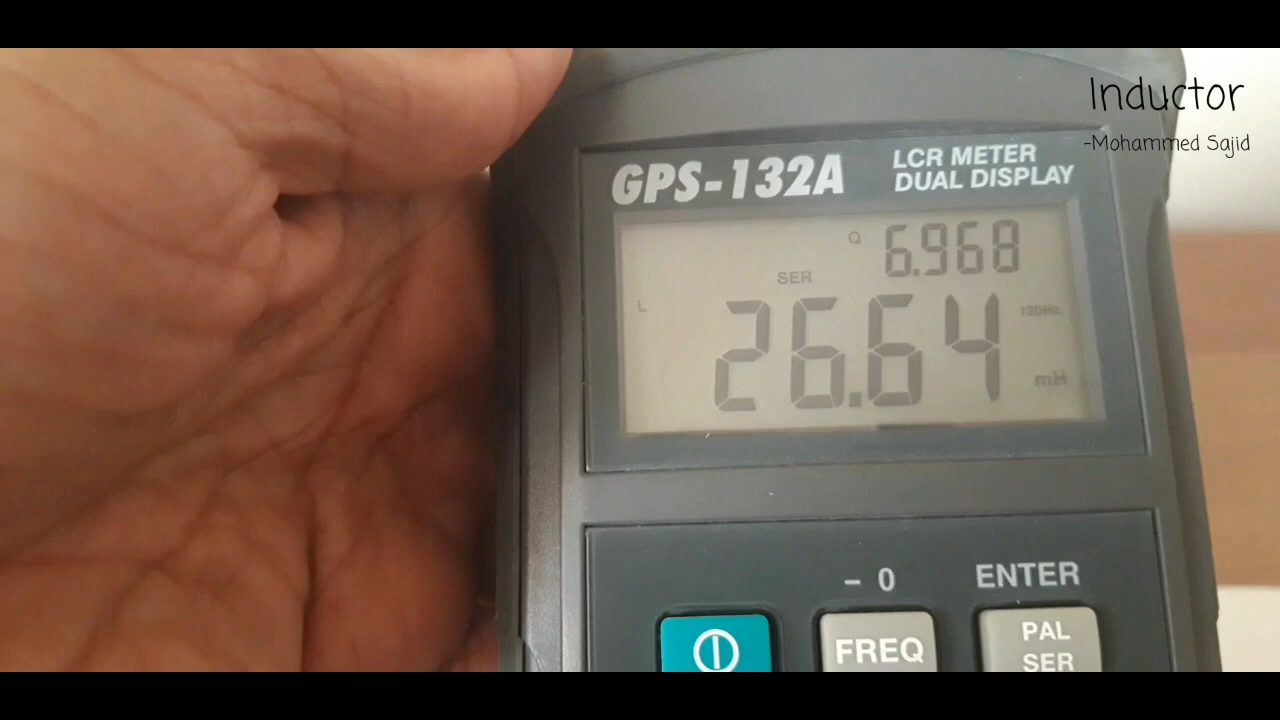 Inductor
-Mohammed Sajid
GPS-132A
LCR METER
DUAL DISPLAY
Q 6.968
SER
L 26.64 120Hz
mH
- 0 ENTER
FREQ
PAL
SER